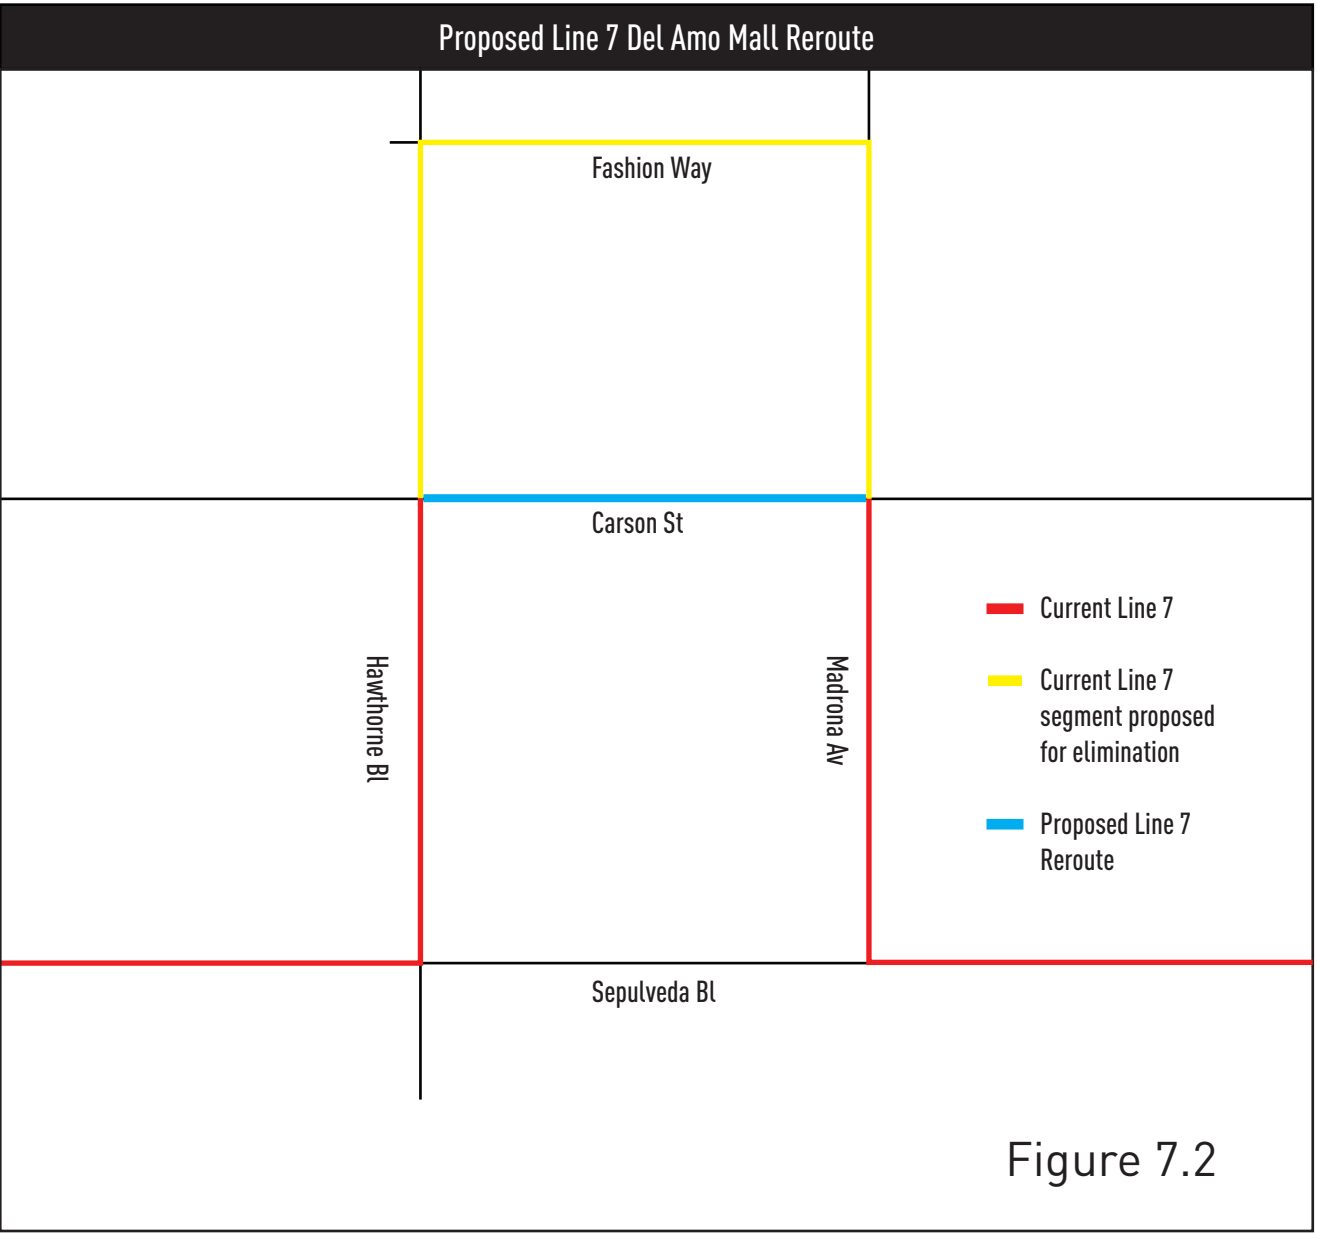 Proposed Line 7 Del Amo Mall Reroute
Fashion Way
Carson St
Hawthorne Bl
Madrona Av
Current Line 7
Current Line 7
segment proposed
for elimination
Proposed Line 7
Reroute
Sepulveda Bl
Figure 7.2